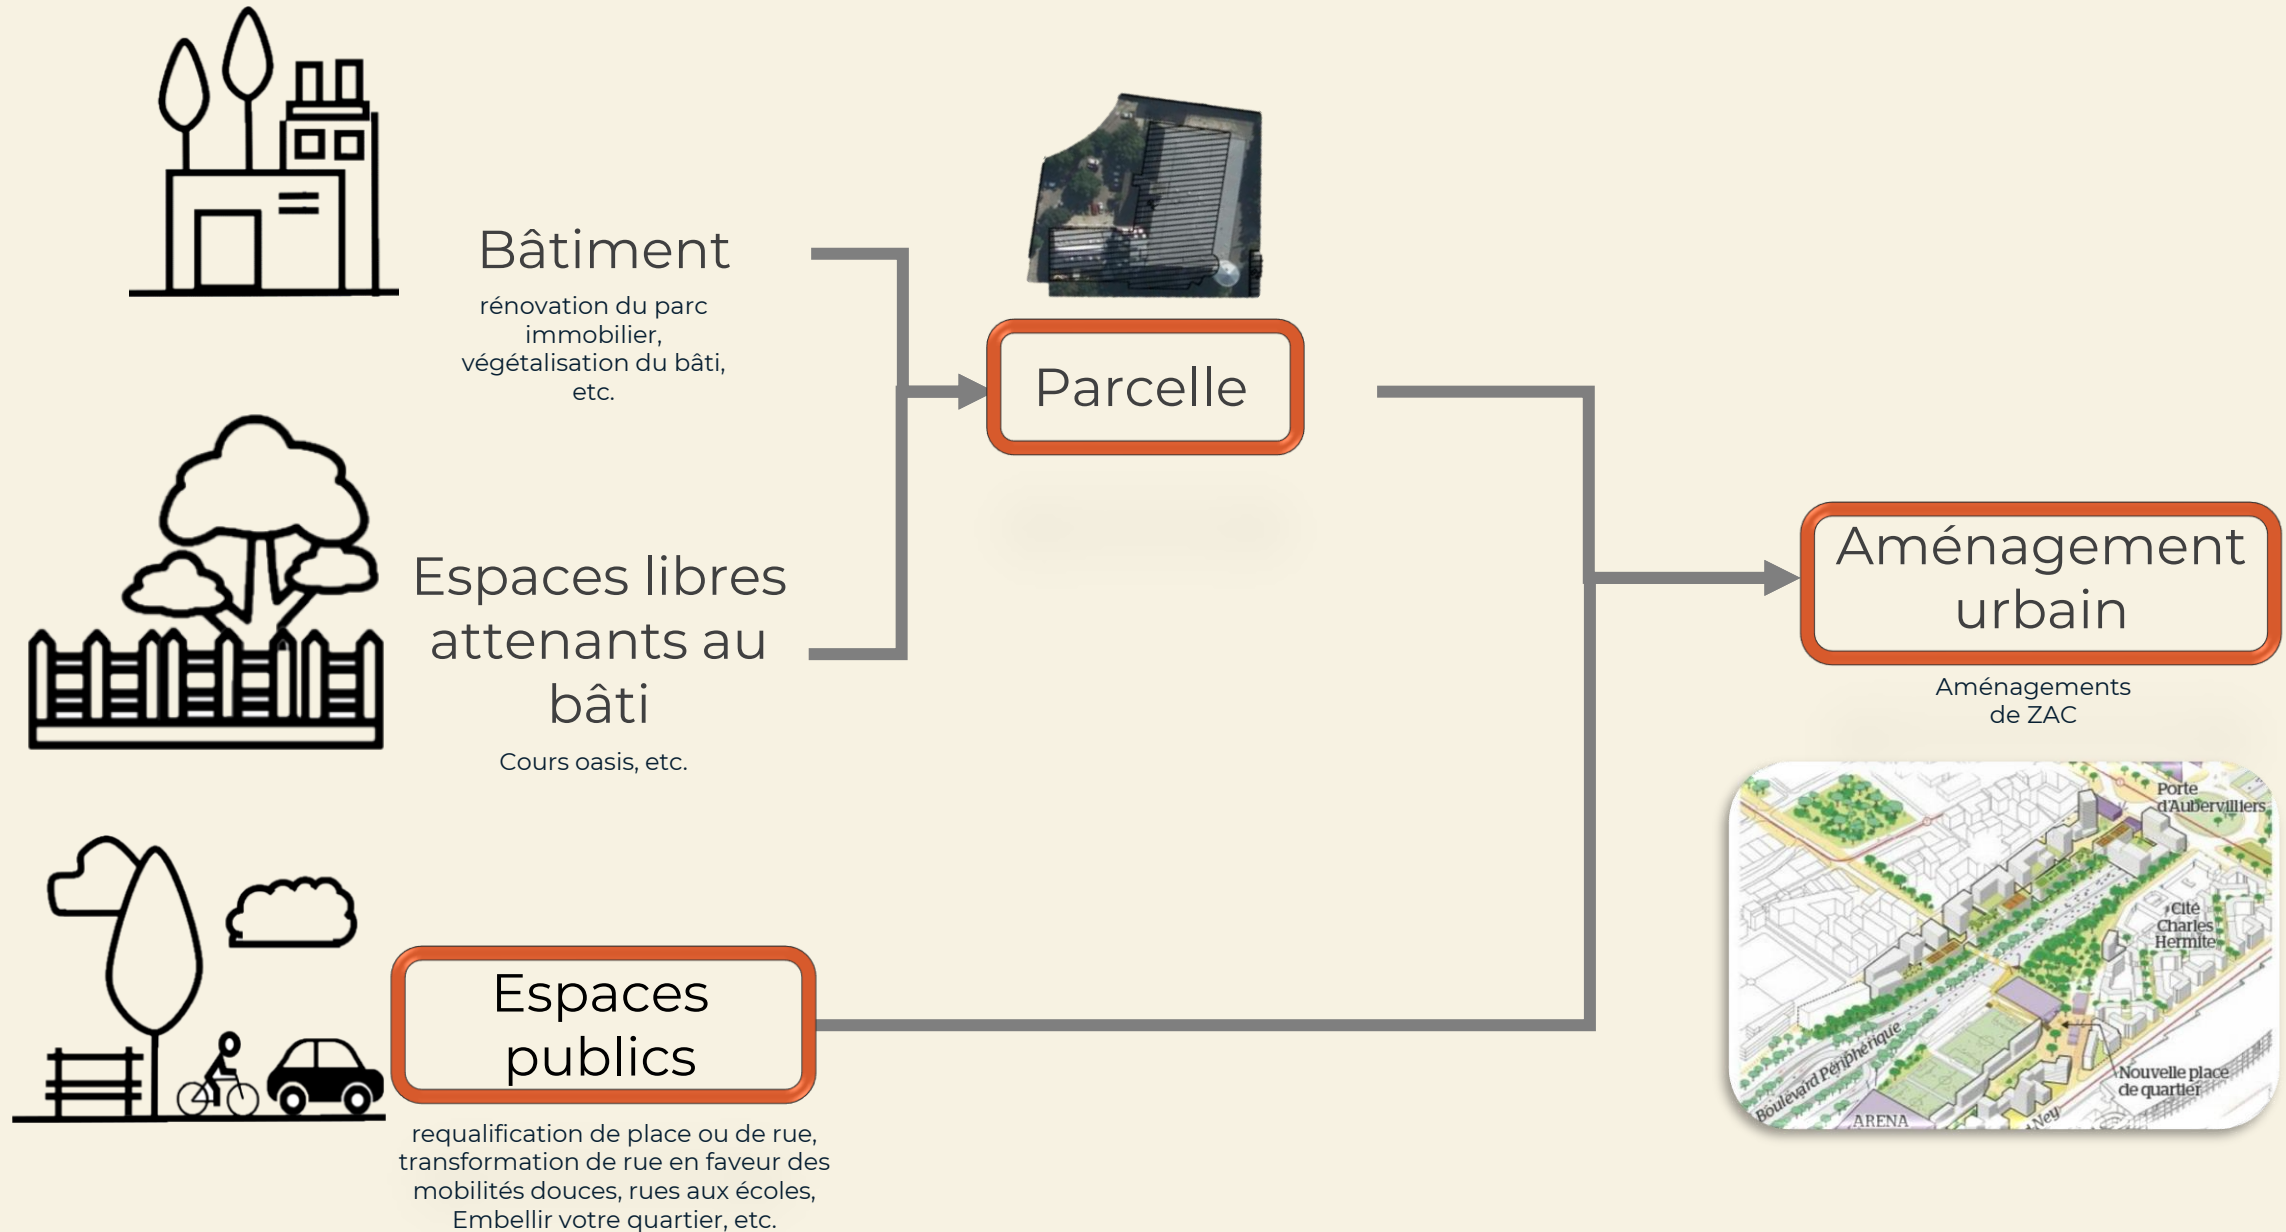 Bâtiment
rénovation du parc
immobilier,
végétalisation du bâti,
etc.
Parcelle
Espaces libres
attenants au
bâti
Cours oasis, etc.
Espaces
publics
requalification de place ou de rue,
transformation de rue en faveur des
mobilités douces, rues aux écoles,
Embellir votre quartier, etc.
Aménagement
urbain
Aménagements
de ZAC
Porte
d'Aubervilliers
Cité
Charles
Hermite
Boulevard Périphérique
Nouvelle place
de quartier
ARENA
d Ney